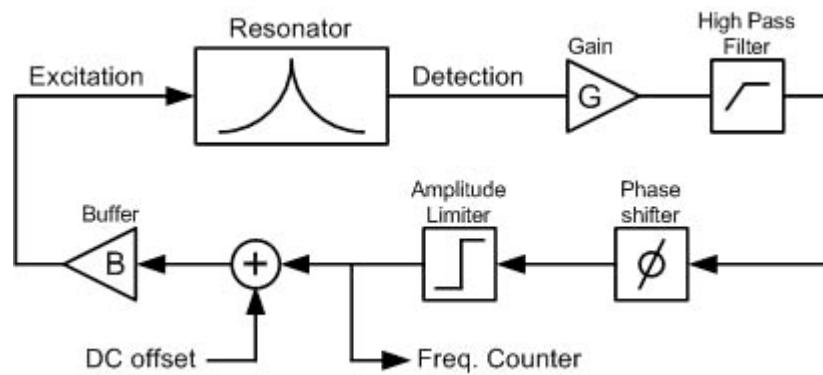 Resonator
Excitation
Detection
Gain
G
High Pass
Filter
Buffer
B
+
Amplitude
Limiter
Phase
shifter
ϕ
DC offset
Freq. Counter